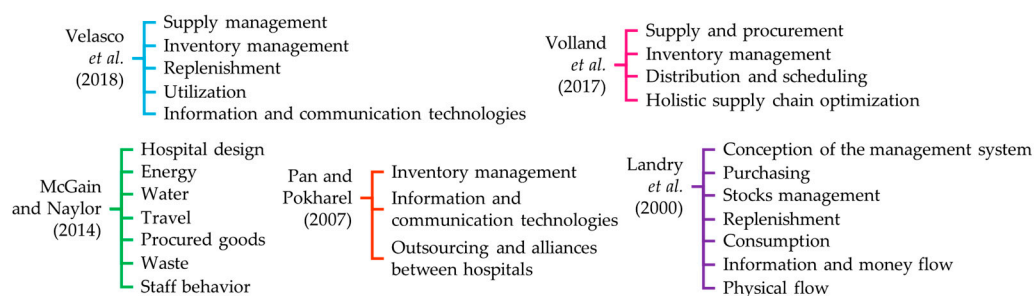 Velasco
et al.
(2018)
Supply management
Inventory management
Replenishment
Utilization
Information and communication technologies
Volland
et al.
(2017)
Supply and procurement
Inventory management
Distribution and scheduling
Holistic supply chain optimization
McGain
and Naylor
(2014)
Hospital design
Energy
Water
Travel
Procured goods
Waste
Staff behavior
Pan and
Pokharel
(2007)
Inventory management
Information and
communication technologies
Outsourcing and alliances
between hospitals
Landry
et al.
(2000)
Conception of the management system
Purchasing
Stocks management
Replenishment
Consumption
Information and money flow
Physical flow